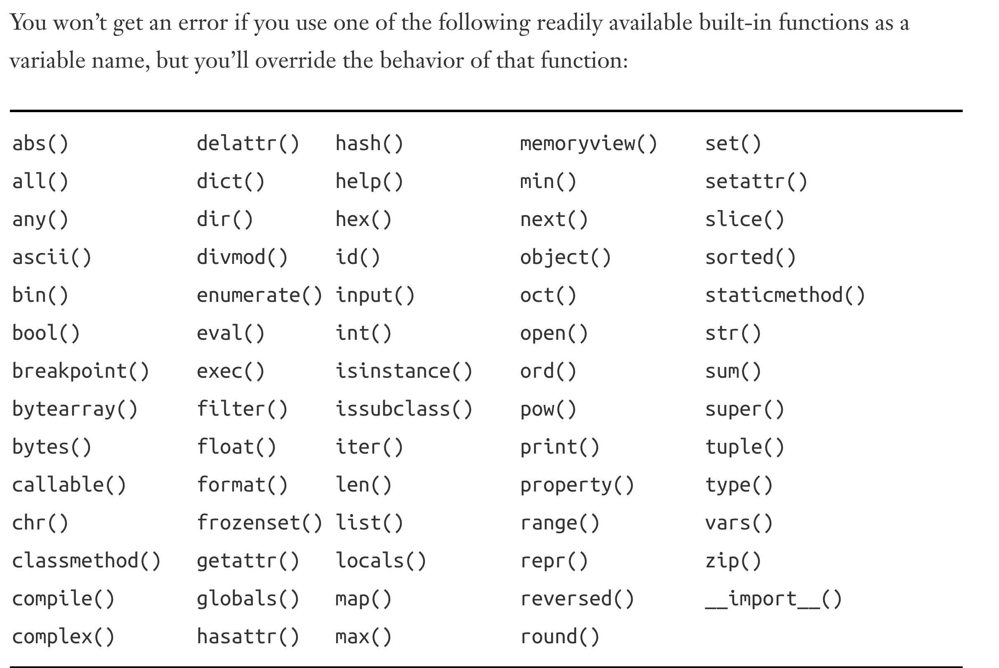 You won’t get an error if you use one of the following readily available built-in functions as a
variable name, but you’ll override the behavior of that function:
abs() delattr() hash() memoryview() set()
all() dict() help() min() setattr()
any() dir() hex() next() slice()
ascii() divmod() id() object() sorted()
bin() enumerate() input() oct() staticmethod()
bool() eval() int() open() str()
breakpoint() exec() isinstance() ord() sum()
bytearray() filter() issubclass() pow() super()
bytes() float() iter() print() tuple()
callable() format() len() property() type()
chr() frozenset() list() range() vars()
classmethod() getattr() locals() repr() zip()
compile() globals() map() reversed() __import__()
complex() hasattr() max() round()